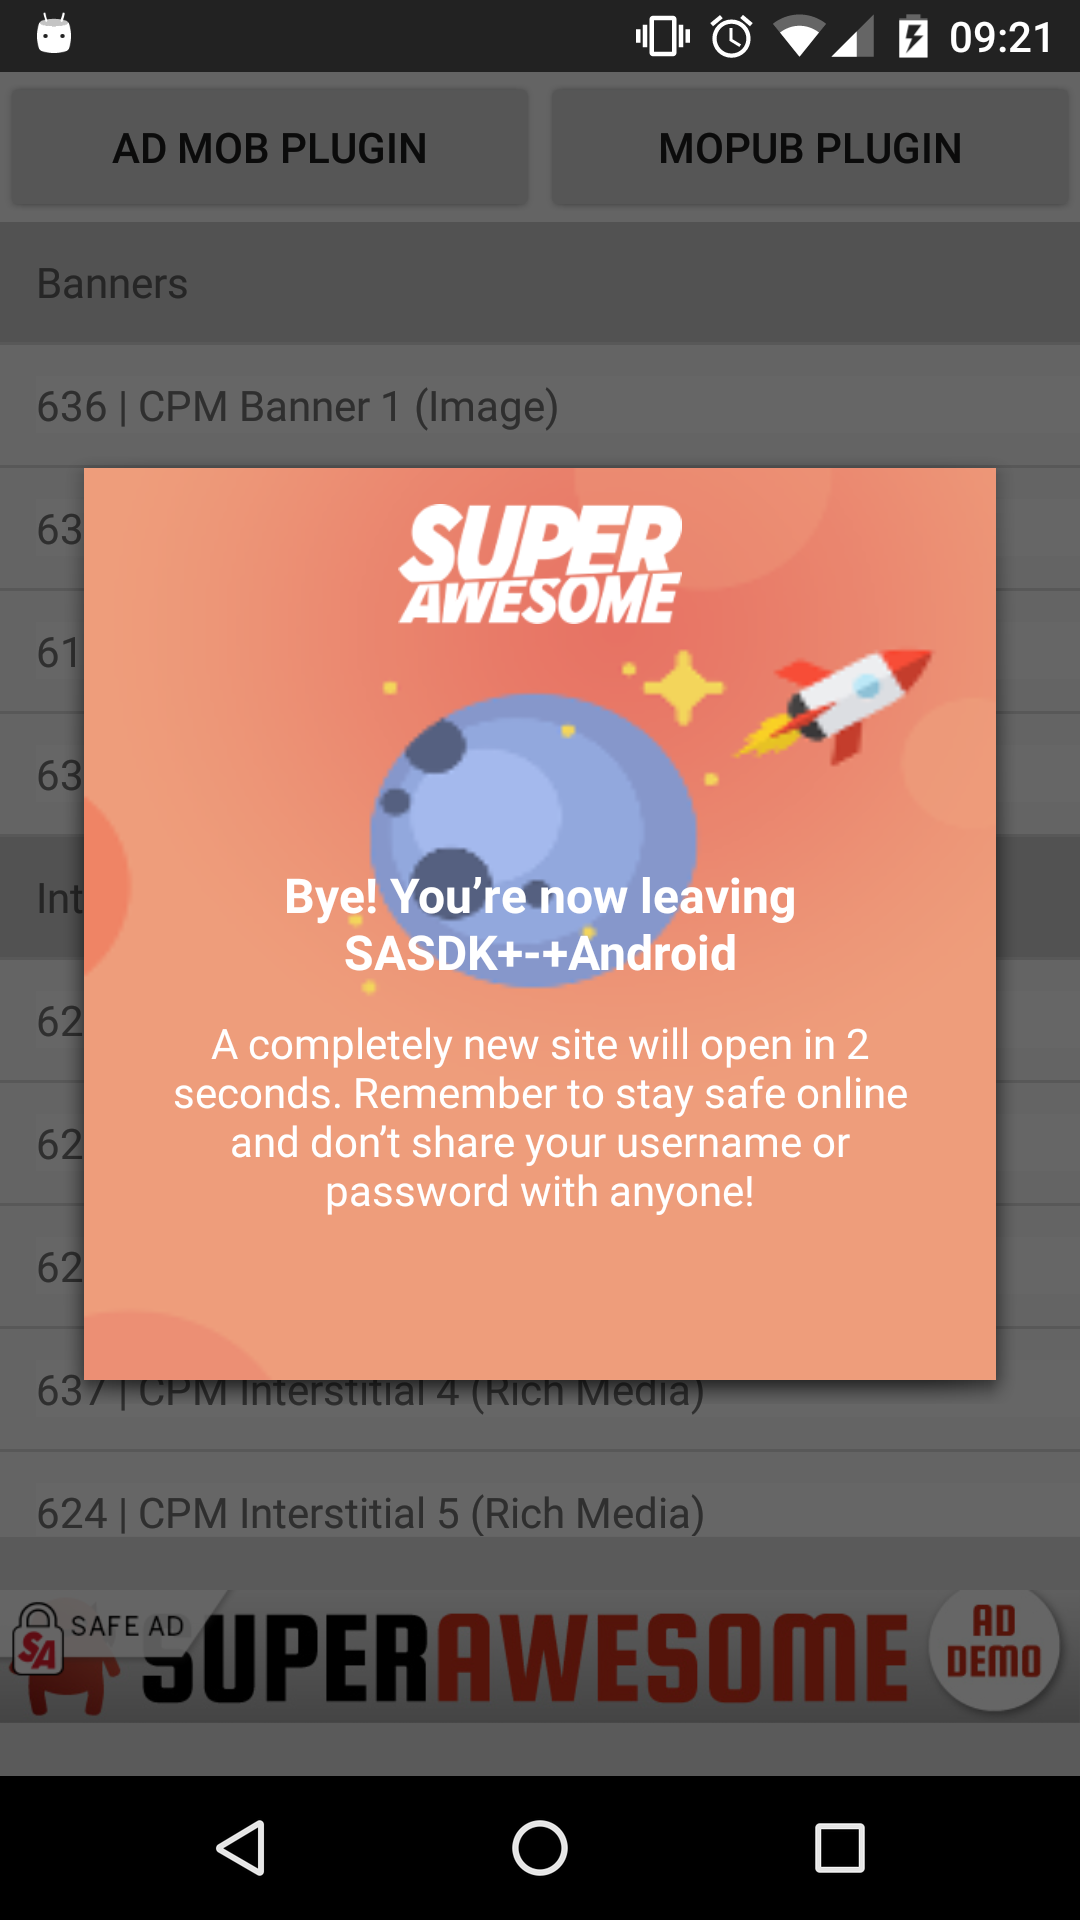 09:21
AD MOB PLUGIN
MOPUB PLUGIN
Banners
636 | CPM Banner 1 (Image)
63
SUPER
AWESOME
61
63
Int
Bye! You’re now leaving
SASDK+-+Android
62
A completely new site will open in 2
seconds. Remember to stay safe online
and don’t share your username or
password with anyone!
62
62
637 | CPM Interstitial 4 (Rich Media)
624 | CPM Interstitial 5 (Rich Media)
SA
SAFE AD
SUPERAWESOME
AD
DEMO